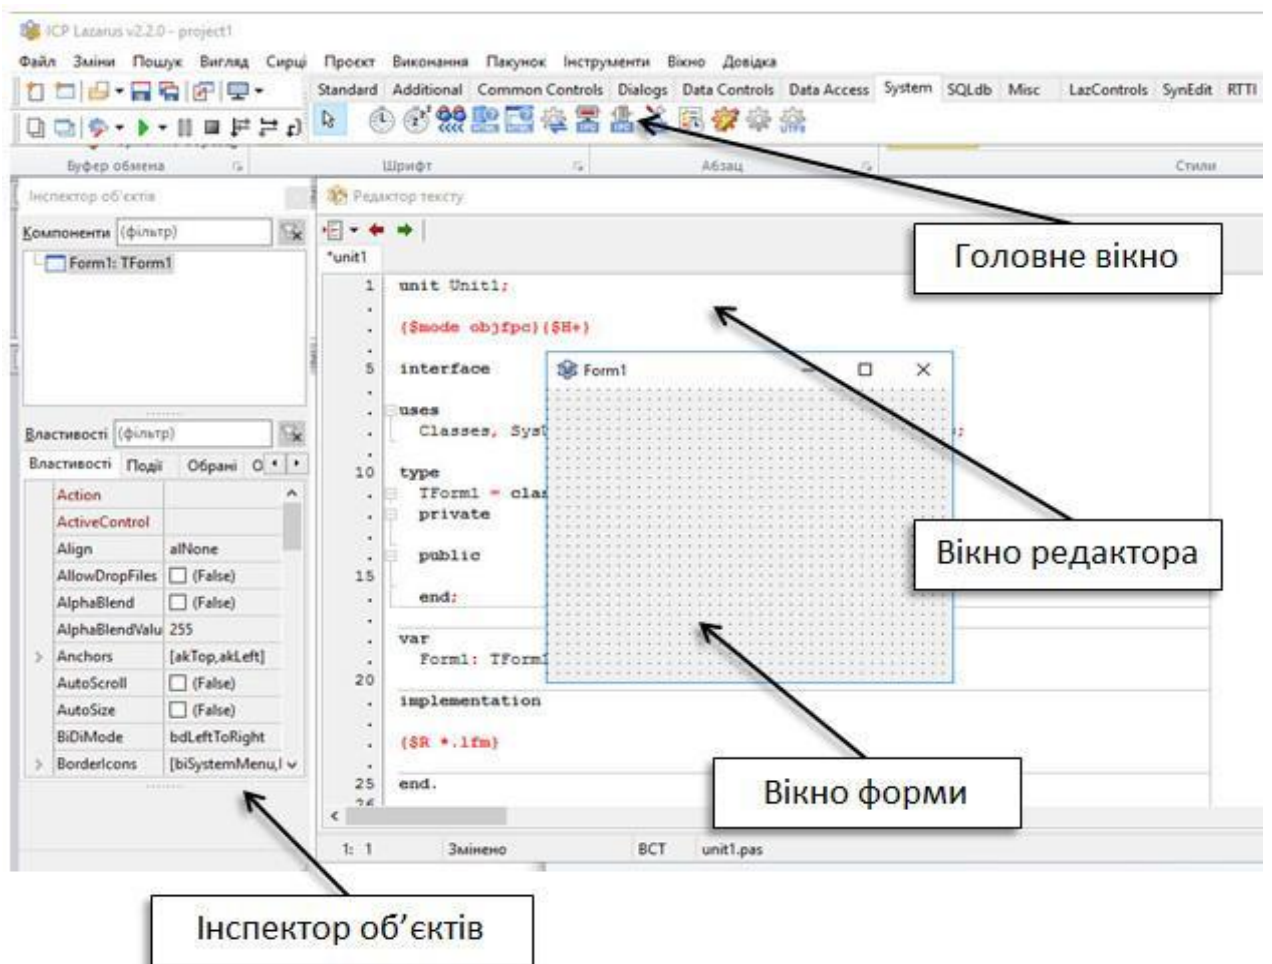 ІСР Lazarus v2.2.0 - project1
Файл Зміни Пошук Вигляд Сирці Проєкт Виконання Пакунок Інструменти Вікно Довідка
Standard Additional Common Controls Dialogs Data Controls Data Access System SQLdb Misc LazControls SynEdit RTTI
Буфер обмена Шрифт Абзац Стили
Інспектор об'єктів
Редактор тексту
Компоненти (фільтр)
Form1: TForm1
*unit1
Головне вікно
1 unit Unit1;
{$mode objfpc}{$H+}
5 interface
Form1
uses
Classes, Sys
Властивості (фільтр)
Властивості Події Обрані О
10 type
TForm1 = clas
private
public
15
end;
var
Form1: TForm1
20
implementation
{$R *.lfm}
25 end.
26
Action
ActiveControl
Align alNone
AllowDropFiles (False)
AlphaBlend (False)
AlphaBlendValu 255
Anchors [akTop,akLeft]
AutoScroll (False)
AutoSize (False)
BiDiMode bdLeftToRight
BorderIcons [biSystemMenu,
Вікно редактора
Вікно форми
1: 1 Змінено ВСТ unit1.pas
Інспектор об’єктів